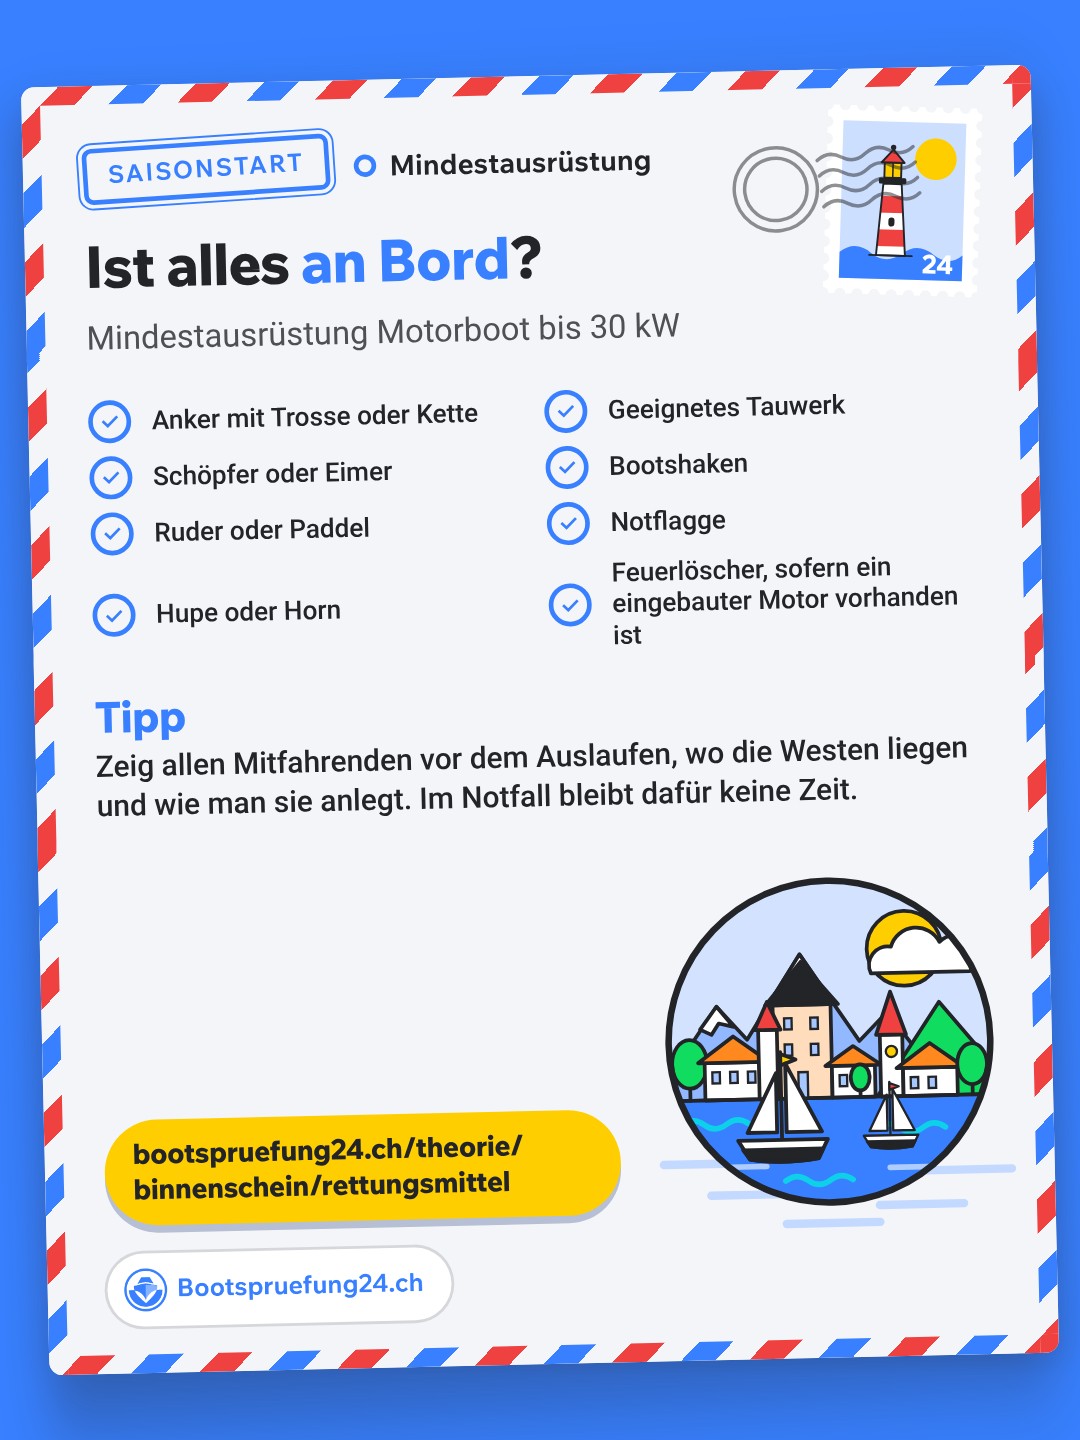 SAISONSTART
Mindestausrüstung
24
Ist alles an Bord?
Mindestausrüstung Motorboot bis 30 kW
Anker mit Trosse oder Kette
Geeignetes Tauwerk
Schöpfer oder Eimer
Bootshaken
Ruder oder Paddel
Notflagge
Hupe oder Horn
Feuerlöscher, sofern ein
eingebauter Motor vorhanden
ist
Tipp
Zeig allen Mitfahrenden vor dem Auslaufen, wo die Westen liegen
und wie man sie anlegt. Im Notfall bleibt dafür keine Zeit.
bootspruefung24.ch/theorie/
binnenschein/rettungsmittel
Bootspruefung24.ch